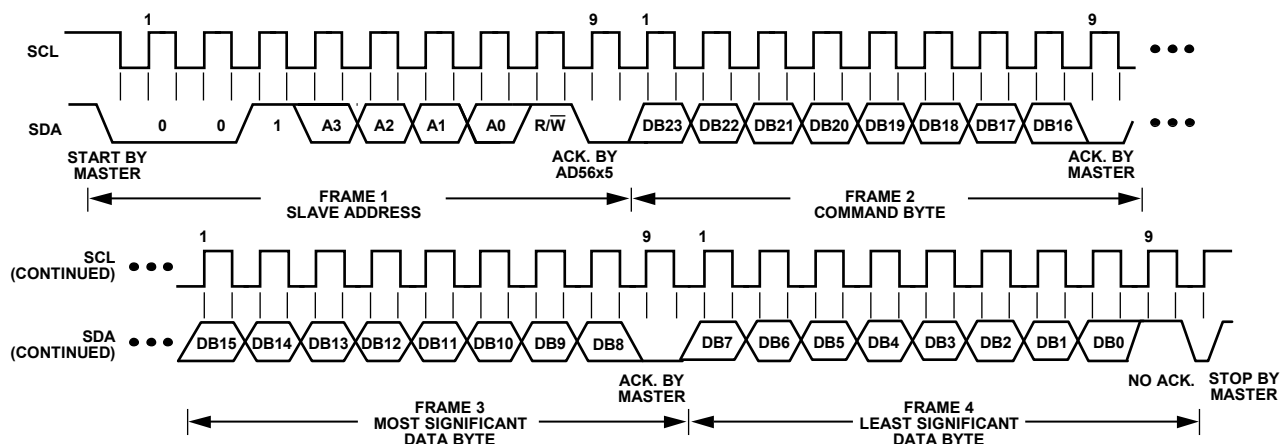 1 9 1 9
SCL
SDA 0 0 1 A3 A2 A1 A0 R/W̅ DB23 DB22 DB21 DB20 DB19 DB18 DB17 DB16
START BY
MASTER
ACK. BY
AD56x5
ACK. BY
MASTER
FRAME 1
SLAVE ADDRESS
FRAME 2
COMMAND BYTE
1 9 1 9
SCL
(CONTINUED)
SDA
(CONTINUED)
DB15 DB14 DB13 DB12 DB11 DB10 DB9 DB8 DB7 DB6 DB5 DB4 DB3 DB2 DB1 DB0
ACK. BY
MASTER
NO ACK.
STOP BY
MASTER
FRAME 3
MOST SIGNIFICANT
DATA BYTE
FRAME 4
LEAST SIGNIFICANT
DATA BYTE